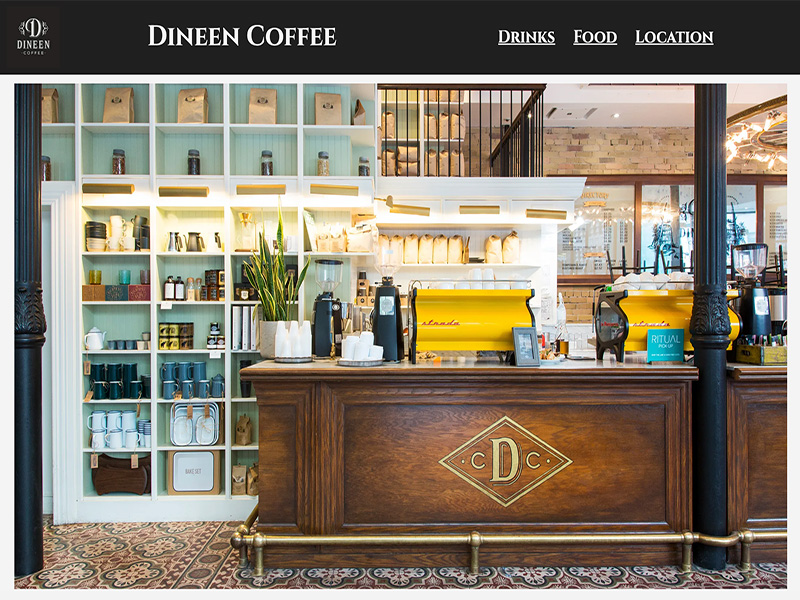 D
DINEEN
COFFEE
DINEEN COFFEE
DRINKS FOOD LOCATION
strada
strada
RITUAL
PICK UP
BAKE SET
C D C